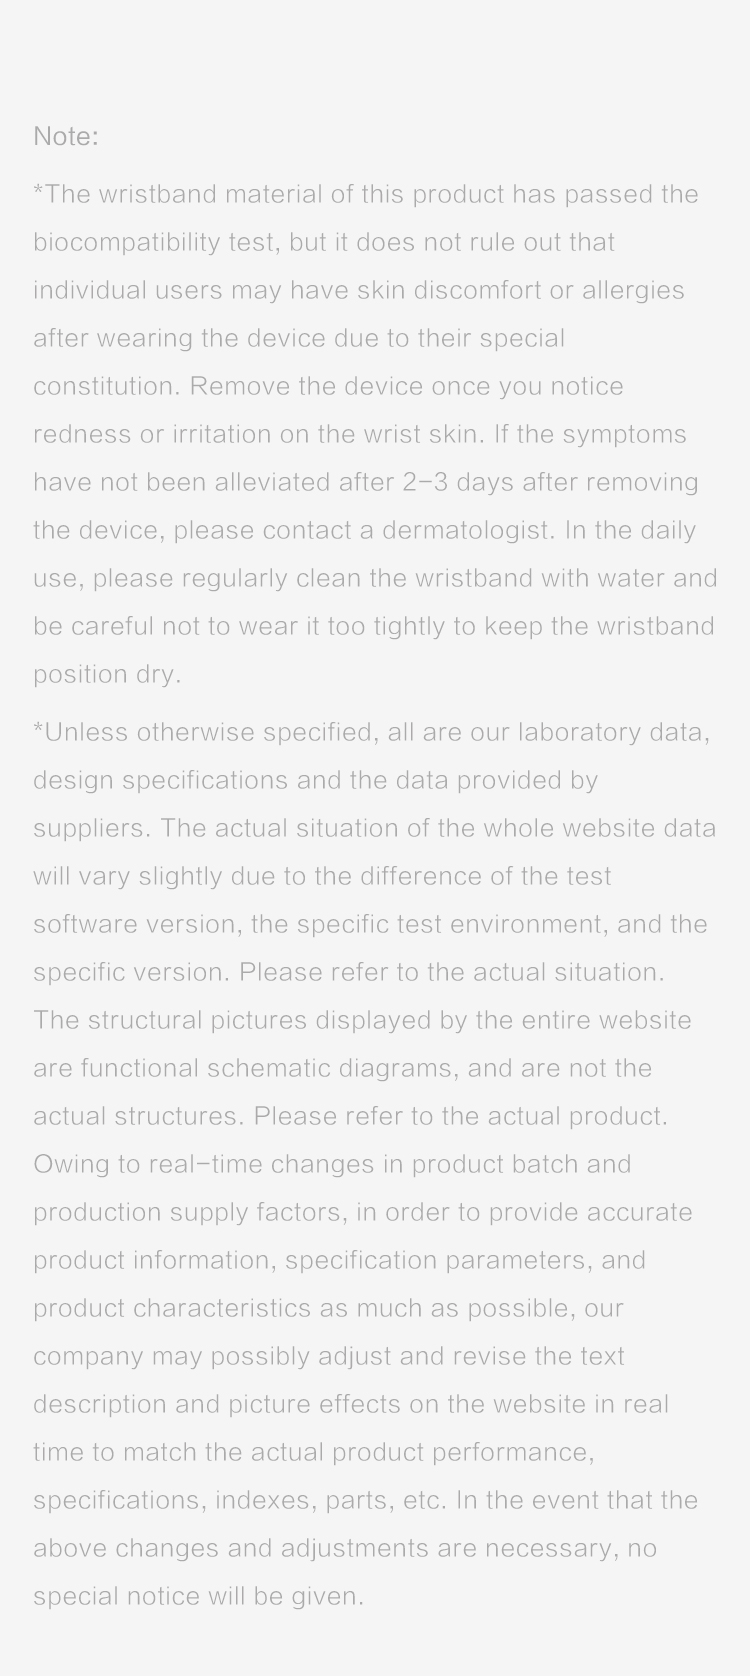 Note:
*The wristband material of this product has passed the
biocompatibility test, but it does not rule out that
individual users may have skin discomfort or allergies
after wearing the device due to their special
constitution. Remove the device once you notice
redness or irritation on the wrist skin. If the symptoms
have not been alleviated after 2–3 days after removing
the device, please contact a dermatologist. In the daily
use, please regularly clean the wristband with water and
be careful not to wear it too tightly to keep the wristband
position dry.
*Unless otherwise specified, all are our laboratory data,
design specifications and the data provided by
suppliers. The actual situation of the whole website data
will vary slightly due to the difference of the test
software version, the specific test environment, and the
specific version. Please refer to the actual situation.
The structural pictures displayed by the entire website
are functional schematic diagrams, and are not the
actual structures. Please refer to the actual product.
Owing to real–time changes in product batch and
production supply factors, in order to provide accurate
product information, specification parameters, and
product characteristics as much as possible, our
company may possibly adjust and revise the text
description and picture effects on the website in real
time to match the actual product performance,
specifications, indexes, parts, etc. In the event that the
above changes and adjustments are necessary, no
special notice will be given.